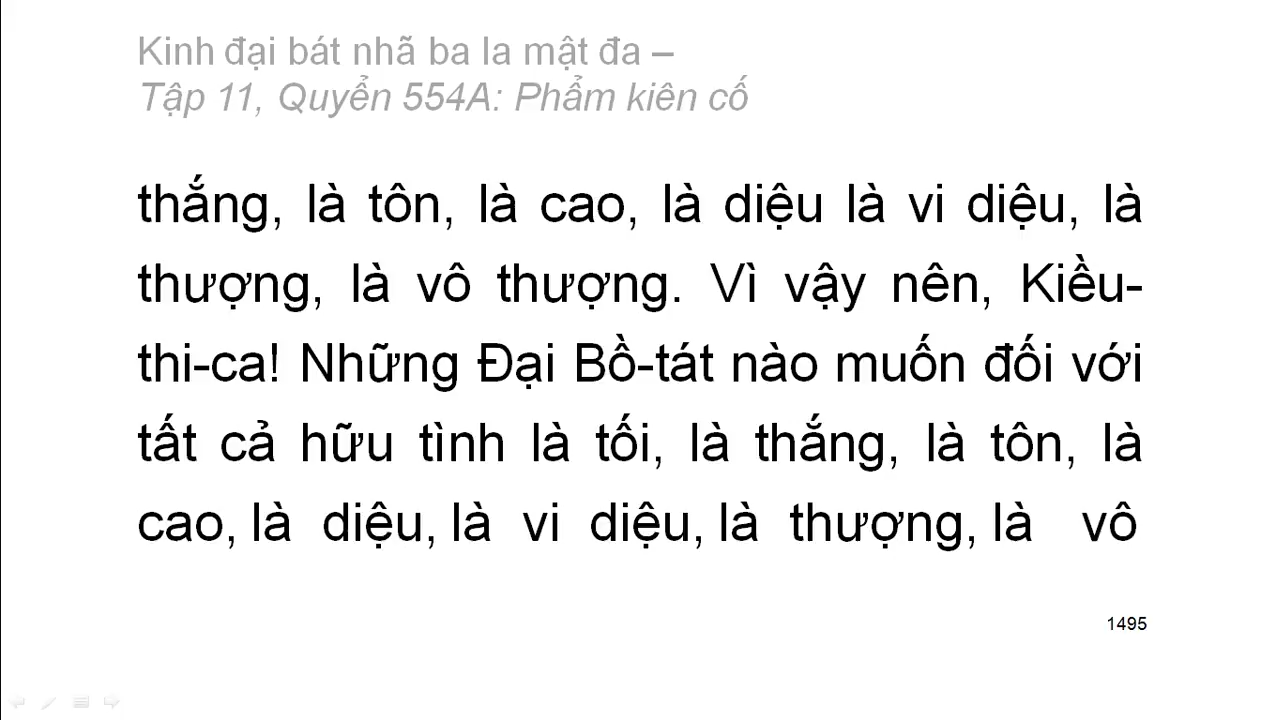 Kinh đại bát nhã ba la mật đa –
Tập 11, Quyển 554A: Phẩm kiên cố
thắng, là tôn, là cao, là diệu là vi diệu, là
thượng, là vô thượng. Vì vậy nên, Kiều-
thi-ca! Những Đại Bồ-tát nào muốn đối với
tất cả hữu tình là tối, là thắng, là tôn, là
cao, là diệu, là vi diệu, là thượng, là vô
1495